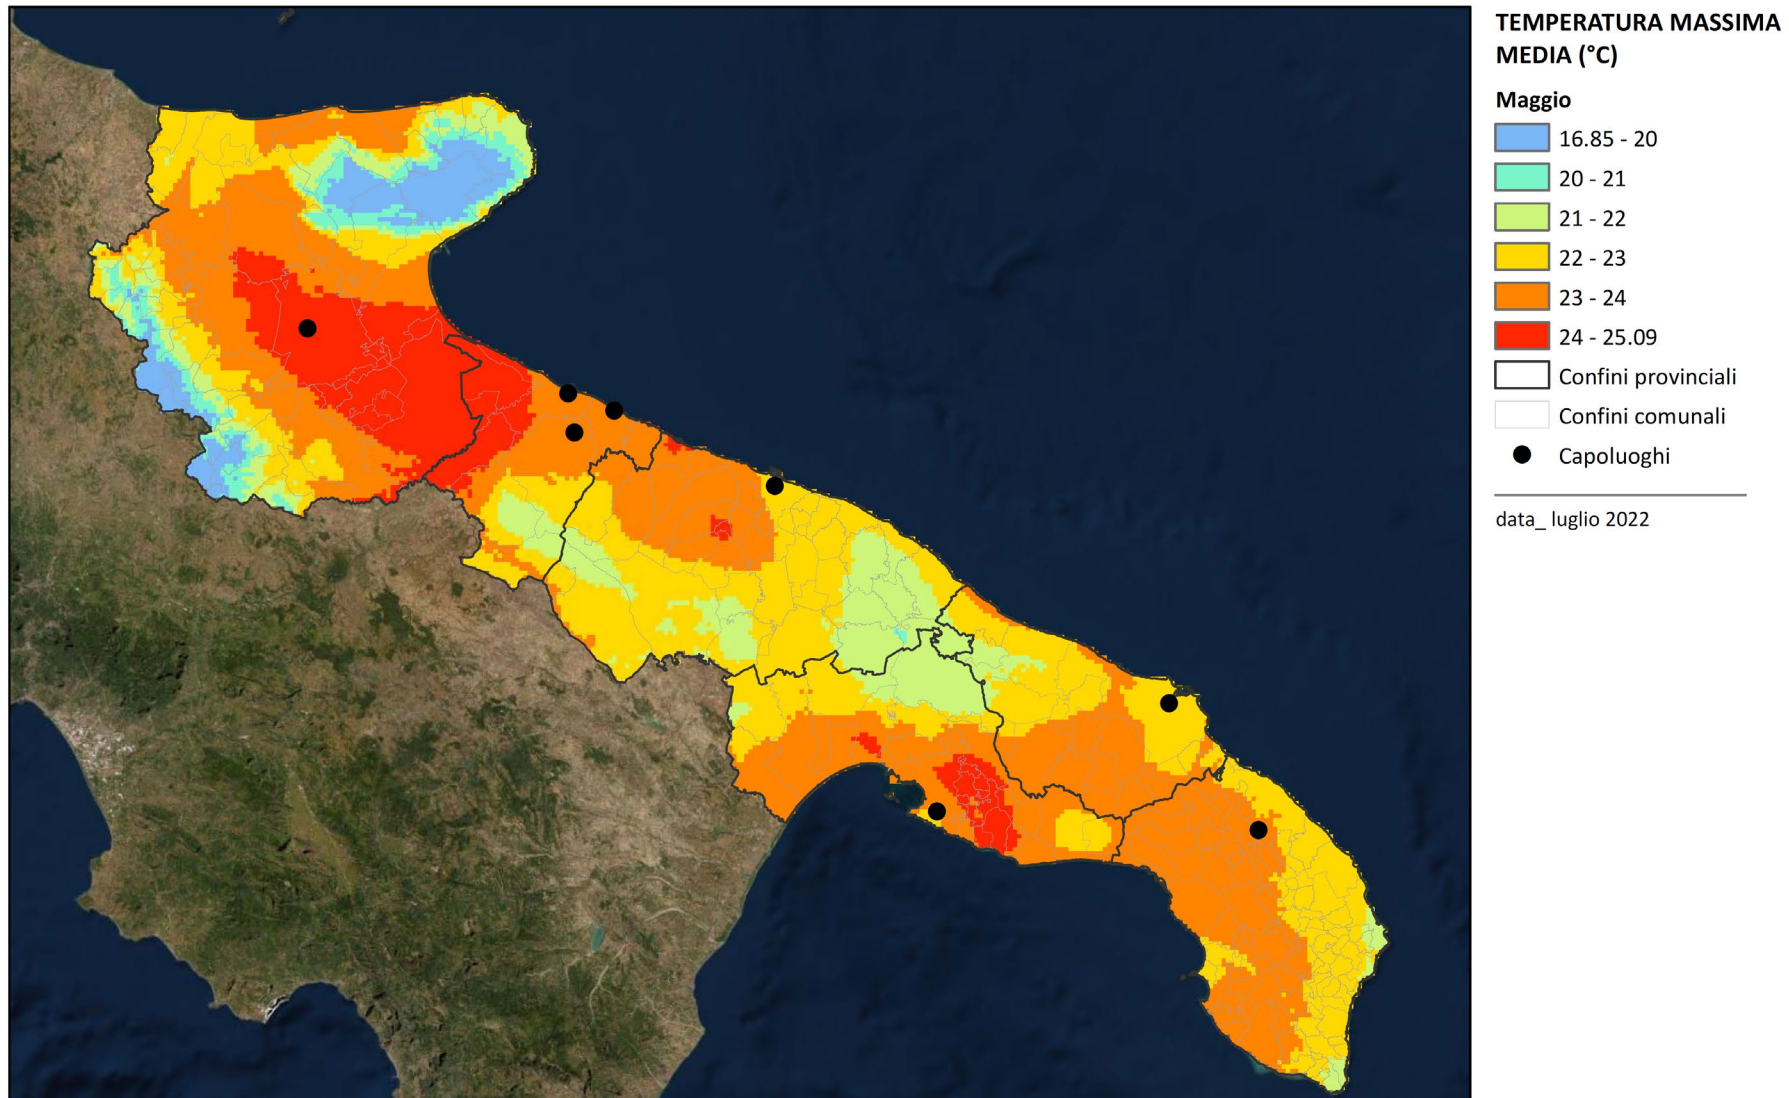 TEMPERATURA MASSIMA
MEDIA (°C)
Maggio
16.85 - 20
20 - 21
21 - 22
22 - 23
23 - 24
24 - 25.09
Confini provinciali
Confini comunali
Capoluoghi
data_ luglio 2022